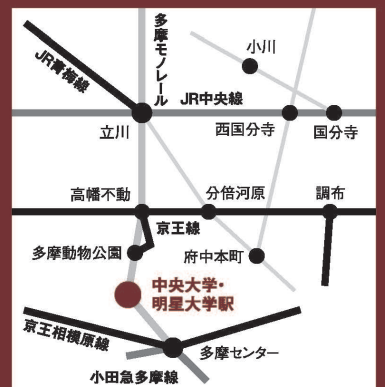 多摩モノレール
小川
JR青梅線
JR中央線
立川
西国分寺
国分寺
高幡不動
分倍河原
調布
京王線
多摩動物公園
府中本町
中央大学・
明星大学駅
京王相模原線
多摩センター
小田急多摩線